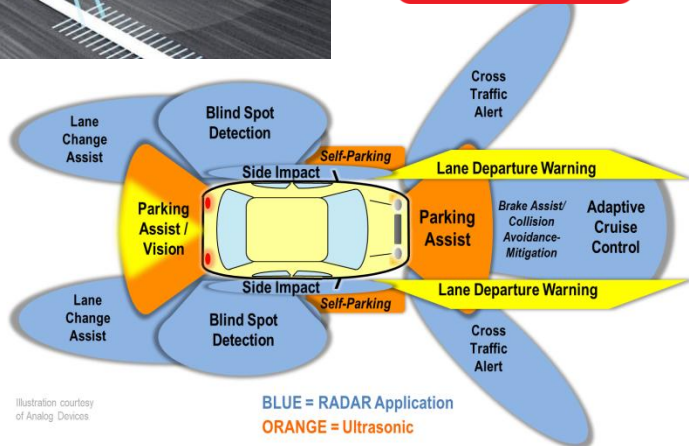 Cross
Traffic
Alert
Lane
Change
Assist
Blind Spot
Detection
Self-Parking
Side Impact
Lane Departure Warning
Parking
Assist /
Vision
Parking
Assist
Brake Assist/
Collision
Avoidance-
Mitigation
Adaptive
Cruise
Control
Side Impact
Self-Parking
Lane Departure Warning
Lane
Change
Assist
Blind Spot
Detection
Cross
Traffic
Alert
Illustration courtesy
of Analog Devices
BLUE = RADAR Application
ORANGE = Ultrasonic